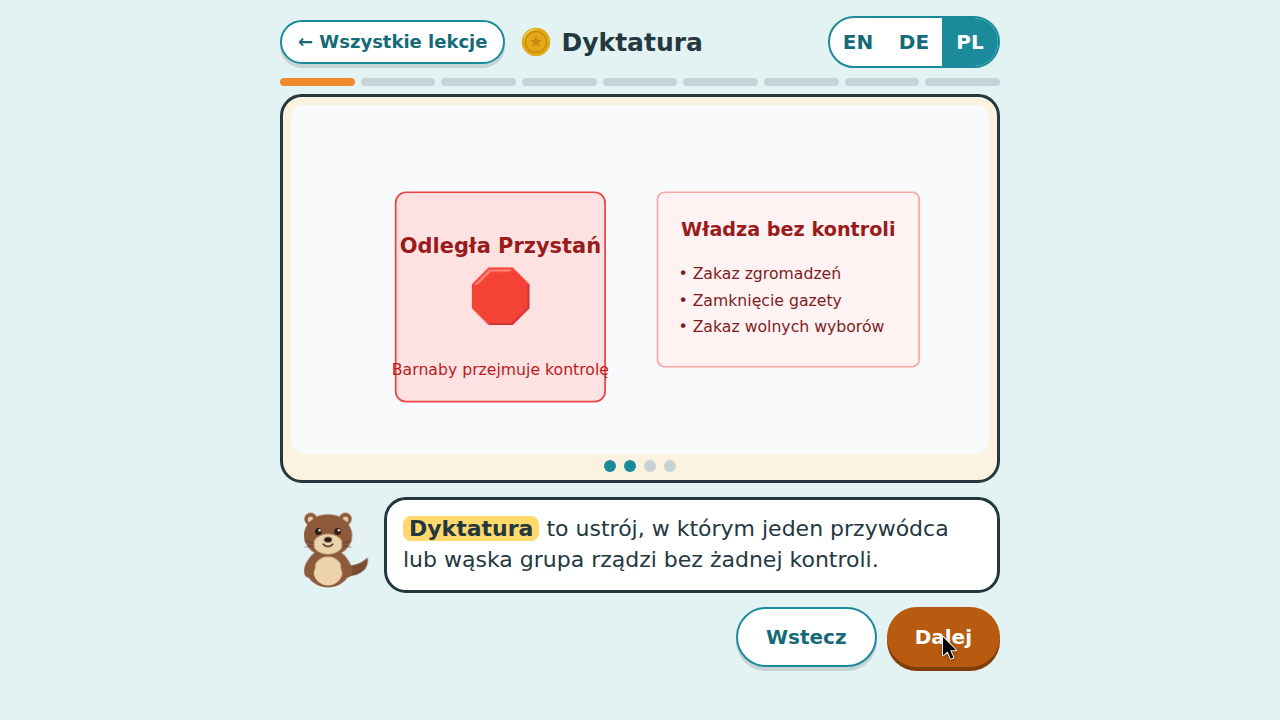 ← Wszystkie lekcje
Dyktatura
EN DE PL
Odległa Przystań
Barnaby przejmuje kontrolę
Władza bez kontroli
• Zakaz zgromadzeń
• Zamknięcie gazety
• Zakaz wolnych wyborów
Dyktatura to ustrój, w którym jeden przywódca
lub wąska grupa rządzi bez żadnej kontroli.
Wstecz
Dalej